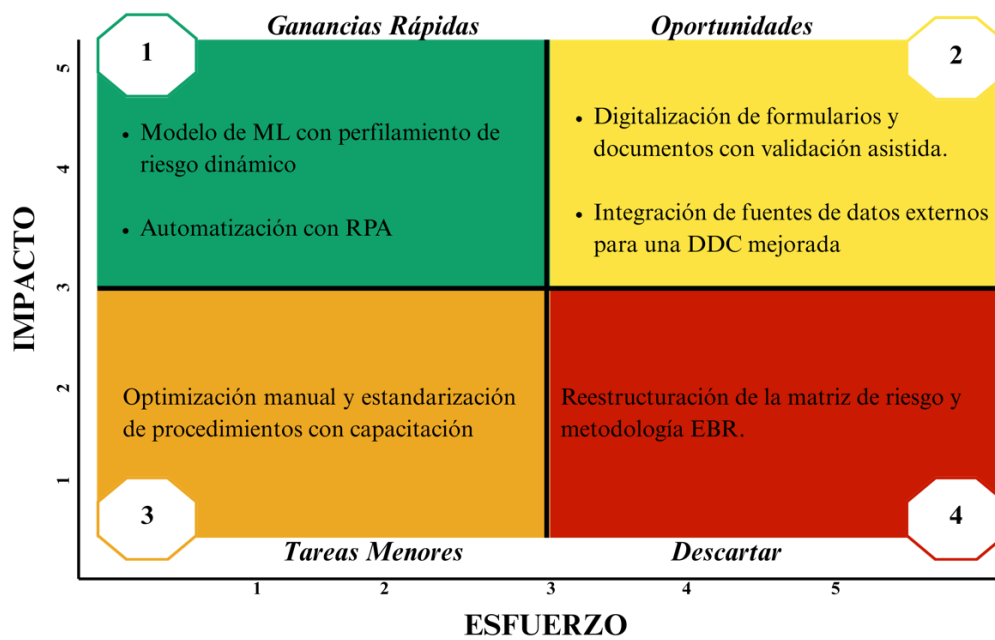 Ganancias Rápidas
Oportunidades
1
2
• Modelo de ML con perfilamiento de
riesgo dinámico
• Automatización con RPA
• Digitalización de formularios y
documentos con validación asistida.
• Integración de fuentes de datos externos
para una DDC mejorada
IMPACTO
5
4
3
2
1
Optimización manual y estandarización
de procedimientos con capacitación
Reestructuración de la matriz de riesgo y
metodología EBR.
3
4
Tareas Menores
Descartar
1
2
3
4
5
ESFUERZO